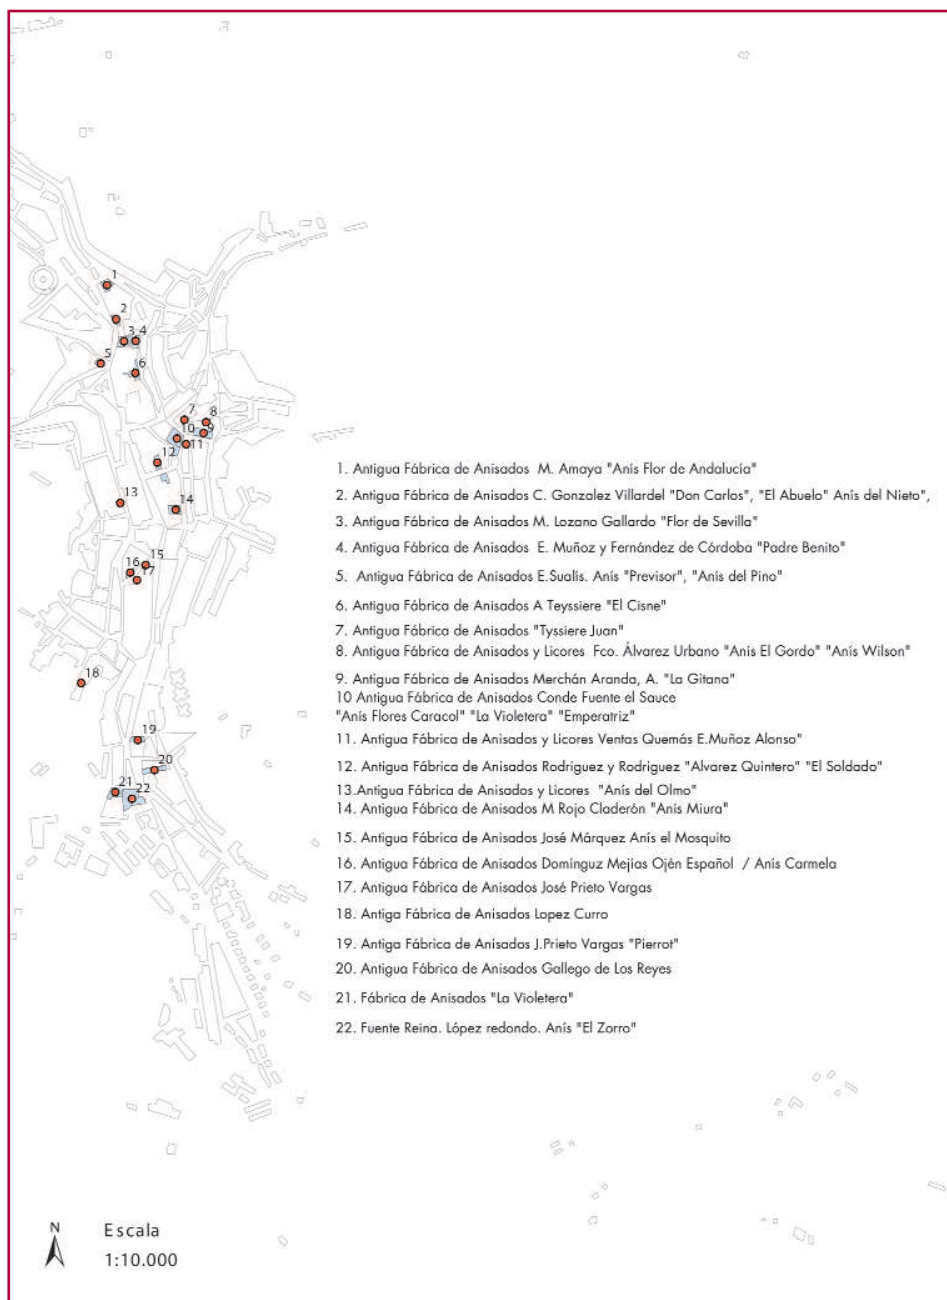 1
2
3 4
5
6
7
8
9
10
11
12
13
14
15
16
17
18
19
20
21
22
1. Antigua Fábrica de Anisados M. Amaya "Anís Flor de Andalucía"
2. Antigua Fábrica de Anisados C. Gonzalez Villardel "Don Carlos", "El Abuelo" Anís del Nieto",
3. Antigua Fábrica de Anisados M. Lozano Gallardo "Flor de Sevilla"
4. Antigua Fábrica de Anisados E. Muñoz y Fernández de Córdoba "Padre Benito"
5. Antigua Fábrica de Anisados E.Sualis. Anís "Previsor", "Anís del Pino"
6. Antigua Fábrica de Anisados A Teyssiere "El Cisne"
7. Antigua Fábrica de Anisados "Tyssiere Juan"
8. Antigua Fábrica de Anisados y Licores Fco. Álvarez Urbano "Anis El Gordo" "Anís Wilson"
9. Antigua Fábrica de Anisados Merchán Aranda, A. "La Gitana"
10 Antigua Fábrica de Anisados Conde Fuente el Sauce
"Anís Flores Caracol" "La Violetera" "Emperatriz"
11. Antigua Fábrica de Anisados y Licores Ventas Quemás E.Muñoz Alonso"
12. Antigua Fábrica de Anisados Rodriguez y Rodriguez "Alvarez Quintero" "El Soldado"
13.Antigua Fábrica de Anisados y Licores "Anís del Olmo"
14. Antigua Fábrica de Anisados M Rojo Claderón "Anís Miura"
15. Antigua Fábrica de Anisados José Márquez Anís el Mosquito
16. Antigua Fábrica de Anisados Domínguz Mejías Ojén Español / Anís Carmela
17. Antigua Fábrica de Anisados José Prieto Vargas
18. Antiga Fábrica de Anisados Lopez Curro
19. Antiga Fábrica de Anisados J.Prieto Vargas "Pierrot"
20. Antigua Fábrica de Anisados Gallego de Los Reyes
21. Fábrica de Anisados "La Violetera"
22. Fuente Reina. López redondo. Anís "El Zorro"
N
Escala
1:10.000